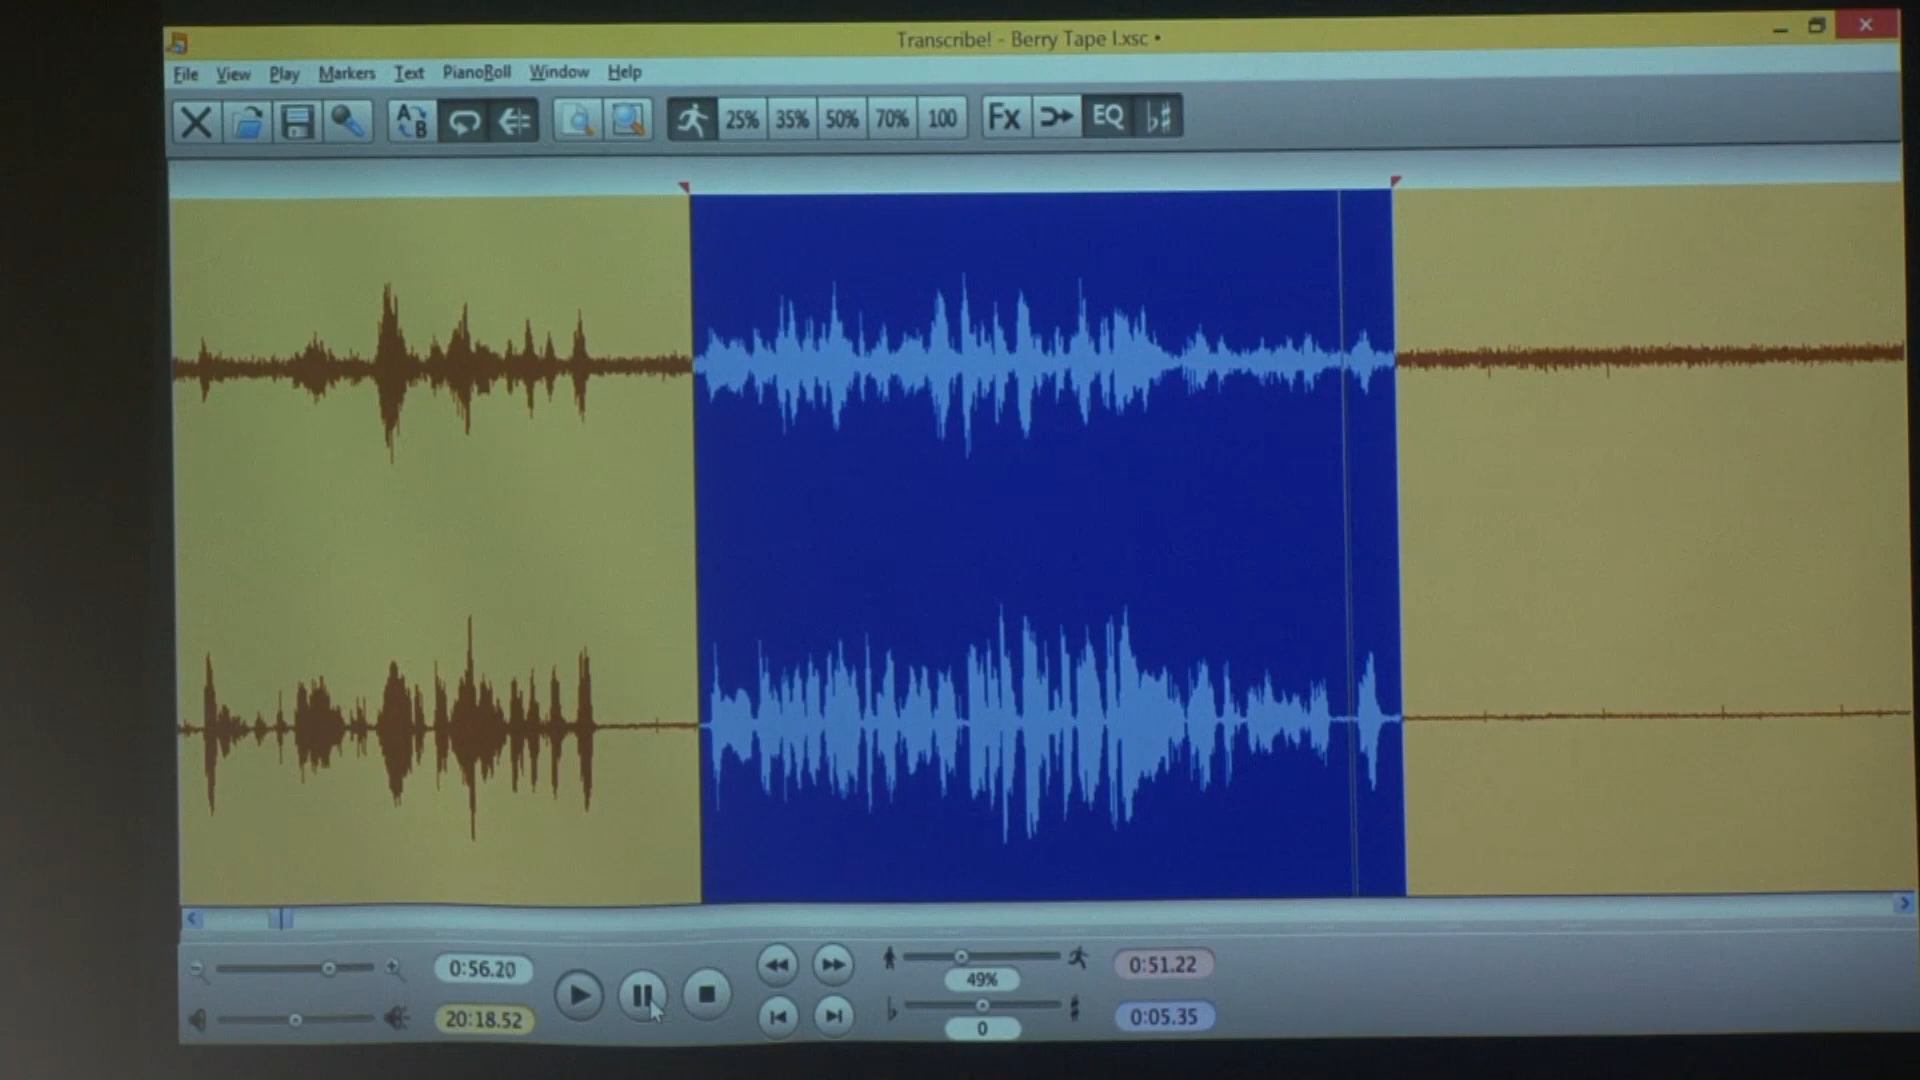 Transcribe! - Berry Tape I.xsc •
File View Play Markers Text PianoRoll Window Help
A B 25% 35% 50% 70% 100 Fx EQ
0:56.20 49% 0:51.22
20:18.52 0 0:05.35